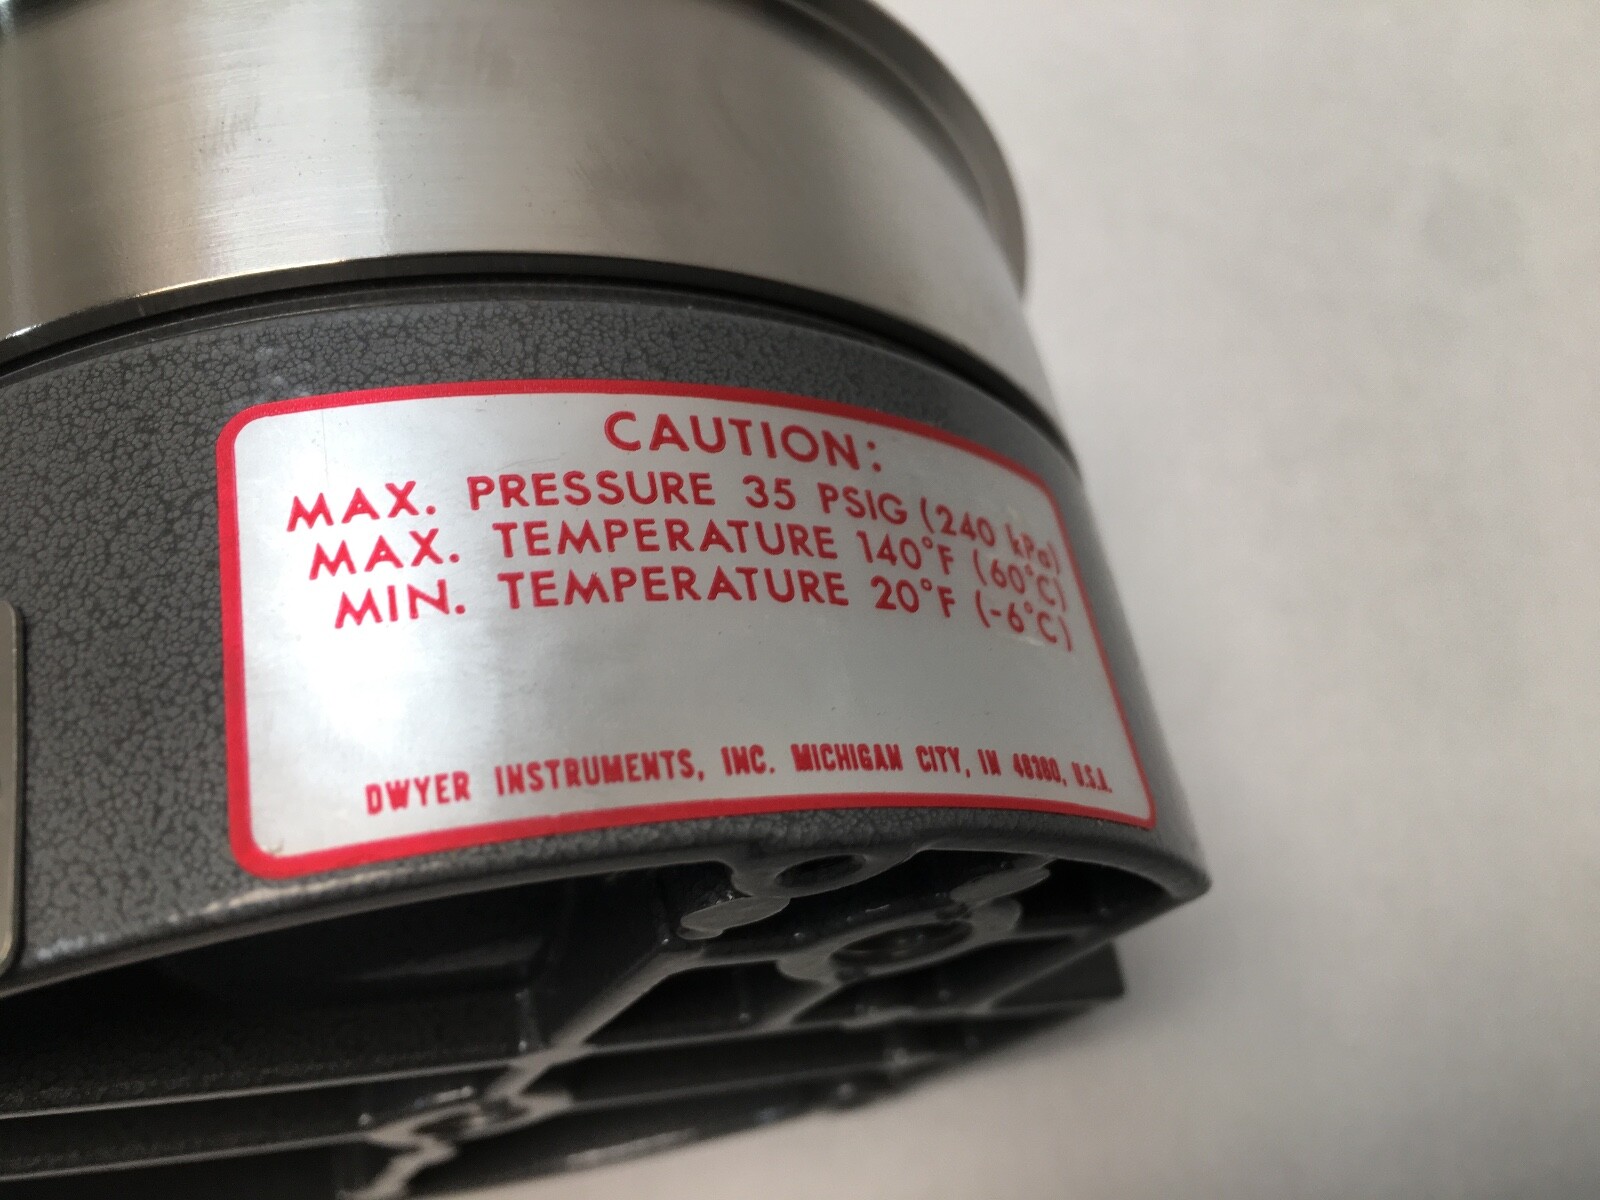 CAUTION:
MAX. PRESSURE 35 PSIG (240 kPa)
MAX. TEMPERATURE 140°F (60°C)
MIN. TEMPERATURE 20°F (-6°C)
DWYER INSTRUMENTS, INC. MICHIGAN CITY, IN 46360, U.S.A.